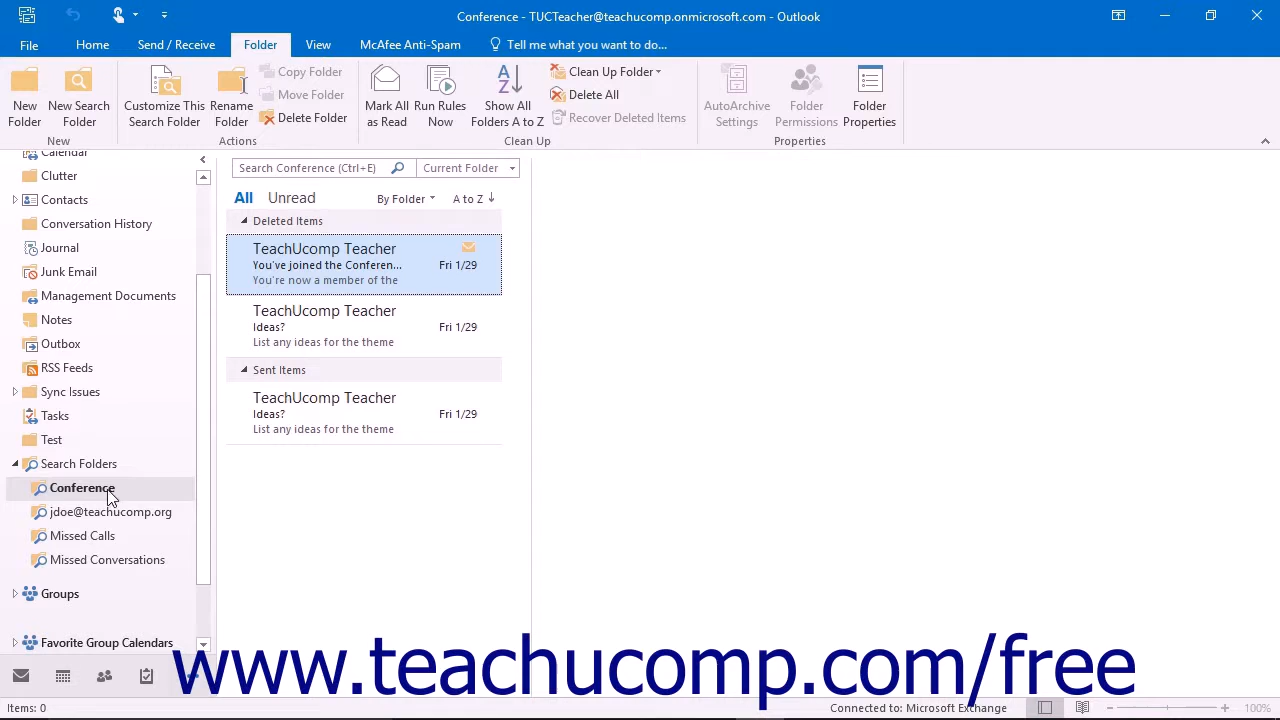 Conference - TUCTeacher@teachucomp.onmicrosoft.com - Outlook
File Home Send / Receive Folder View McAfee Anti-Spam Tell me what you want to do...
New Folder
New Search Folder
New
Customize This Search Folder
Rename Folder
Copy Folder
Move Folder
Delete Folder
Actions
Mark All as Read
Run Rules Now
Show All Folders A to Z
Clean Up Folder
Delete All
Recover Deleted Items
Clean Up
AutoArchive Settings
Folder Permissions
Folder Properties
Properties
Calendar
Clutter
Contacts
Conversation History
Journal
Junk Email
Management Documents
Notes
Outbox
RSS Feeds
Sync Issues
Tasks
Test
Search Folders
Conference
jdoe@teachucomp.org
Missed Calls
Missed Conversations
Groups
Favorite Group Calendars
Search Conference (Ctrl+E) Current Folder
All Unread By Folder A to Z
Deleted Items
TeachUcomp Teacher
You've joined the Conferen... Fri 1/29
You're now a member of the
TeachUcomp Teacher
Ideas? Fri 1/29
List any ideas for the theme
Sent Items
TeachUcomp Teacher
Ideas? Fri 1/29
List any ideas for the theme
www.teachucomp.com/free
Items: 0 Connected to: Microsoft Exchange 100%